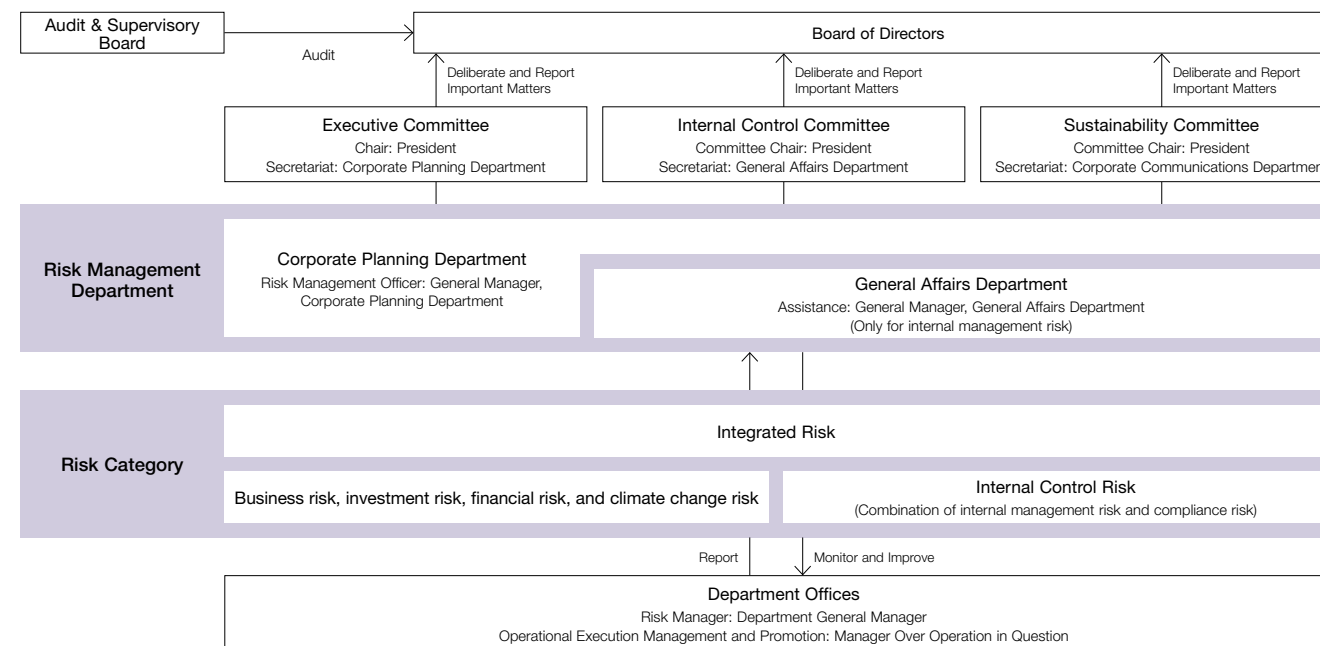 Audit & Supervisory
Board
Audit
Board of Directors
Deliberate and Report
Important Matters
Deliberate and Report
Important Matters
Deliberate and Report
Important Matters
Executive Committee
Chair: President
Secretariat: Corporate Planning Department
Internal Control Committee
Committee Chair: President
Secretariat: General Affairs Department
Sustainability Committee
Committee Chair: President
Secretariat: Corporate Communications Departmen
Risk Management
Department
Corporate Planning Department
Risk Management Officer: General Manager,
Corporate Planning Department
General Affairs Department
Assistance: General Manager, General Affairs Department
(Only for internal management risk)
Risk Category
Integrated Risk
Business risk, investment risk, financial risk, and climate change risk
Internal Control Risk
(Combination of internal management risk and compliance risk)
Report
Monitor and Improve
Department Offices
Risk Manager: Department General Manager
Operational Execution Management and Promotion: Manager Over Operation in Question